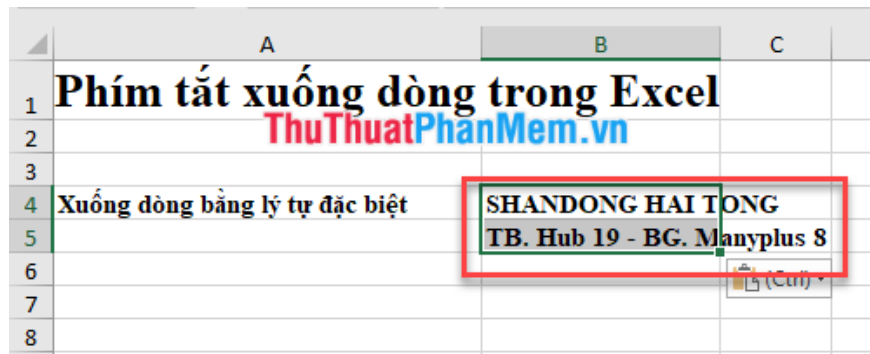 A B C
1 Phím tắt xuống dòng trong Excel
ThuThuatPhanMem.vn
2
3
4 Xuống dòng bằng lý tự đặc biệt SHANDONG HAI TONG
5 TB. Hub 19 - BG. Manyplus 8
6 (Ctrl)
7
8